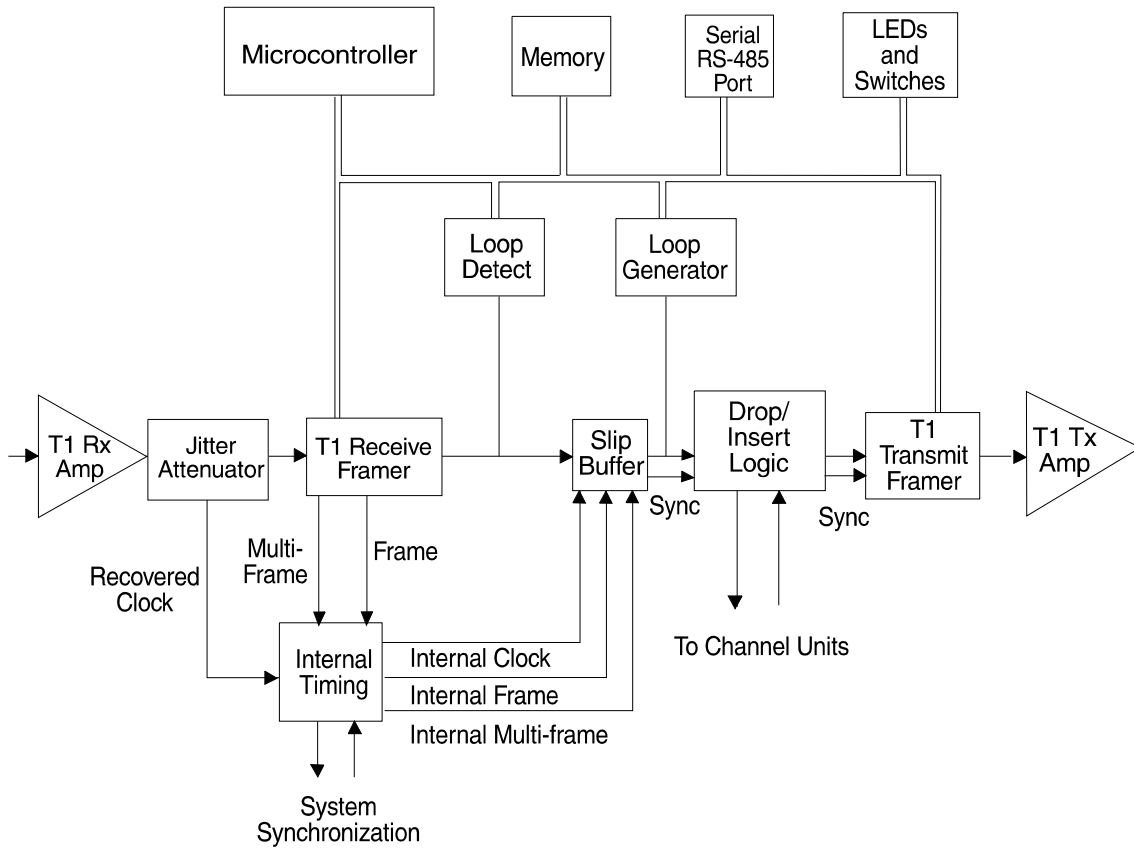 Microcontroller
Memory
Serial
RS-485
Port
LEDs
and
Switches
Loop
Detect
Loop
Generator
T1 Rx
Amp
Jitter
Attenuator
T1 Receive
Framer
Slip
Buffer
Drop/
Insert
Logic
T1
Transmit
Framer
T1 Tx
Amp
Sync
Sync
Multi-
Frame
Frame
Recovered
Clock
Internal
Timing
Internal Clock
Internal Frame
Internal Multi-frame
To Channel Units
System
Synchronization